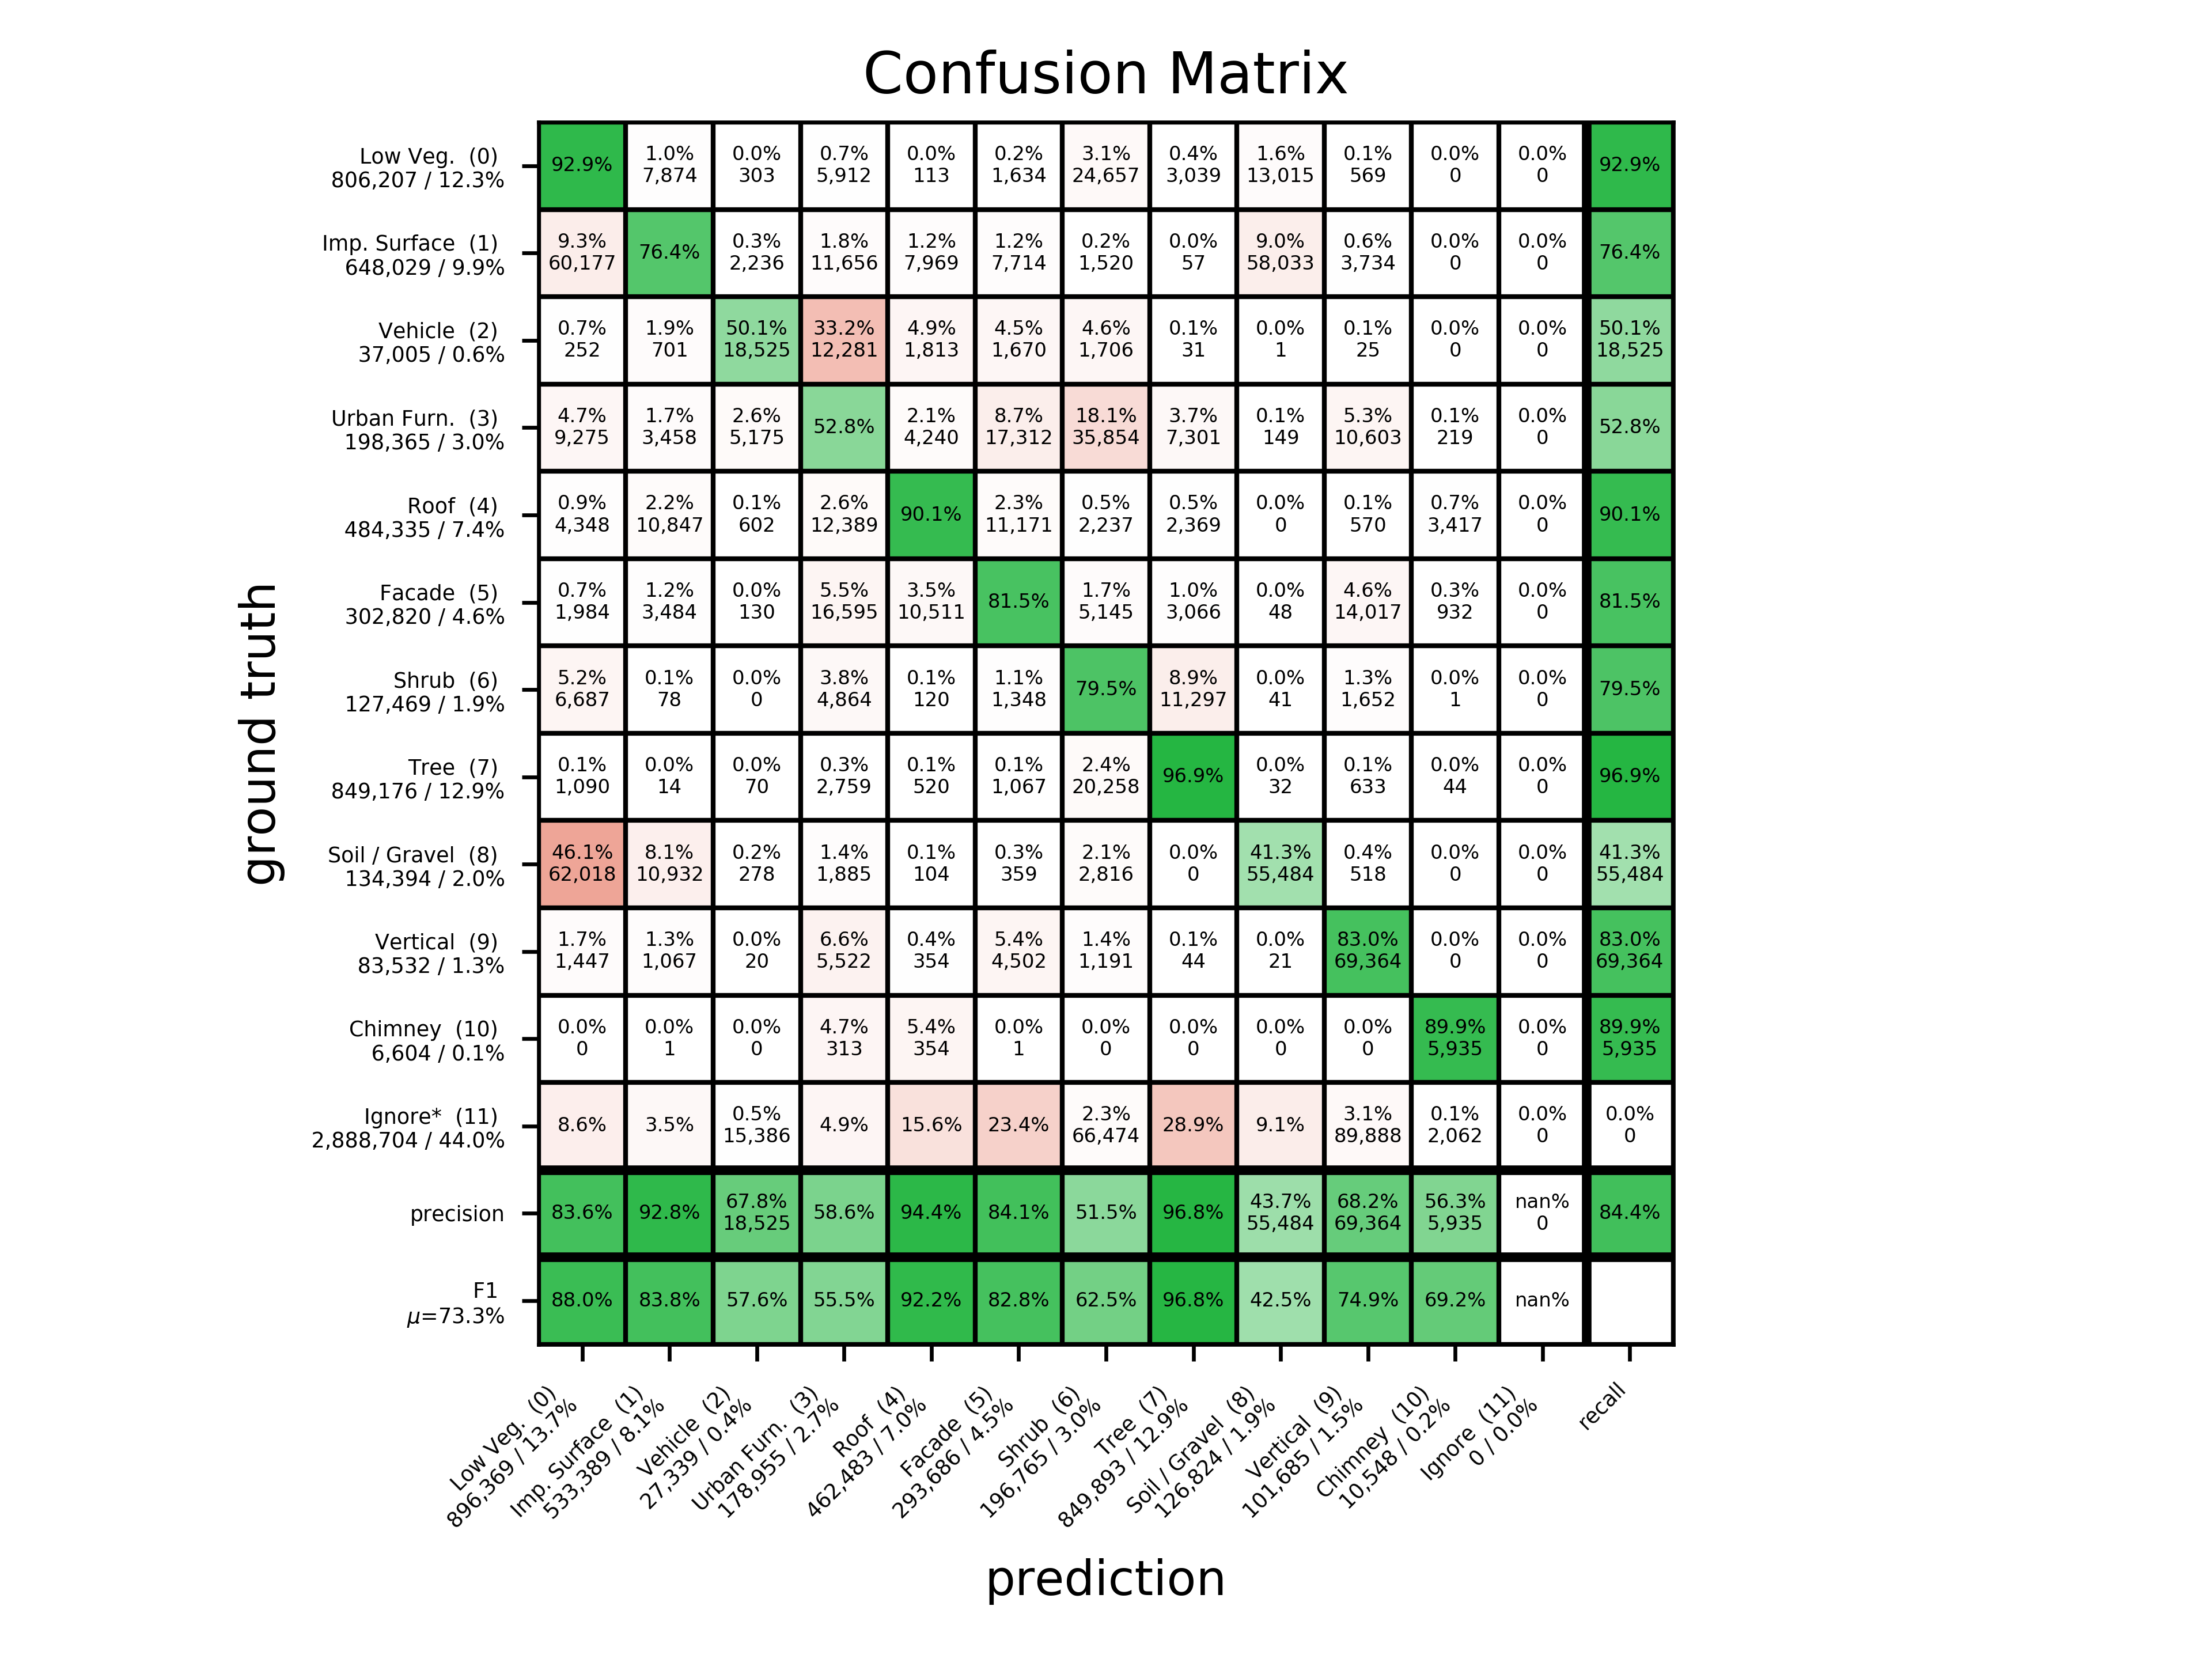 Confusion Matrix
Low Veg. (0)
806,207 / 12.3%
92.9% 1.0% 0.0% 0.7% 0.0% 0.2% 3.1% 0.4% 1.6% 0.1% 0.0% 0.0% 92.9%
7,874 303 5,912 113 1,634 24,657 3,039 13,015 569 0 0
Imp. Surface (1)
648,029 / 9.9%
9.3% 76.4% 0.3% 1.8% 1.2% 1.2% 0.2% 0.0% 9.0% 0.6% 0.0% 0.0% 76.4%
60,177 2,236 11,656 7,969 7,714 1,520 57 58,033 3,734 0 0
Vehicle (2)
37,005 / 0.6%
0.7% 1.9% 50.1% 33.2% 4.9% 4.5% 4.6% 0.1% 0.0% 0.1% 0.0% 0.0% 50.1%
252 701 18,525 12,281 1,813 1,670 1,706 31 1 25 0 0 18,525
Urban Furn. (3)
198,365 / 3.0%
4.7% 1.7% 2.6% 52.8% 2.1% 8.7% 18.1% 3.7% 0.1% 5.3% 0.1% 0.0% 52.8%
9,275 3,458 5,175 4,240 17,312 35,854 7,301 149 10,603 219 0
Roof (4)
484,335 / 7.4%
0.9% 2.2% 0.1% 2.6% 90.1% 2.3% 0.5% 0.5% 0.0% 0.1% 0.7% 0.0% 90.1%
4,348 10,847 602 12,389 11,171 2,237 2,369 0 570 3,417 0
Facade (5)
302,820 / 4.6%
0.7% 1.2% 0.0% 5.5% 3.5% 81.5% 1.7% 1.0% 0.0% 4.6% 0.3% 0.0% 81.5%
1,984 3,484 130 16,595 10,511 5,145 3,066 48 14,017 932 0
Shrub (6)
127,469 / 1.9%
5.2% 0.1% 0.0% 3.8% 0.1% 1.1% 79.5% 8.9% 0.0% 1.3% 0.0% 0.0% 79.5%
6,687 78 0 4,864 120 1,348 11,297 41 1,652 1 0
Tree (7)
849,176 / 12.9%
0.1% 0.0% 0.0% 0.3% 0.1% 0.1% 2.4% 96.9% 0.0% 0.1% 0.0% 0.0% 96.9%
1,090 14 70 2,759 520 1,067 20,258 32 633 44 0
Soil / Gravel (8)
134,394 / 2.0%
46.1% 8.1% 0.2% 1.4% 0.1% 0.3% 2.1% 0.0% 41.3% 0.4% 0.0% 0.0% 41.3%
62,018 10,932 278 1,885 104 359 2,816 0 55,484 518 0 0 55,484
Vertical (9)
83,532 / 1.3%
1.7% 1.3% 0.0% 6.6% 0.4% 5.4% 1.4% 0.1% 0.0% 83.0% 0.0% 0.0% 83.0%
1,447 1,067 20 5,522 354 4,502 1,191 44 21 69,364 0 0 69,364
Chimney (10)
6,604 / 0.1%
0.0% 0.0% 0.0% 4.7% 5.4% 0.0% 0.0% 0.0% 0.0% 0.0% 89.9% 0.0% 89.9%
0 1 0 313 354 1 0 0 0 0 5,935 0 5,935
Ignore* (11)
2,888,704 / 44.0%
8.6% 3.5% 0.5% 4.9% 15.6% 23.4% 2.3% 28.9% 9.1% 3.1% 0.1% 0.0% 0.0%
15,386 66,474 89,888 2,062 0 0
precision
83.6% 92.8% 67.8% 58.6% 94.4% 84.1% 51.5% 96.8% 43.7% 68.2% 56.3% nan% 84.4%
18,525 55,484 69,364 5,935 0
F1
μ=73.3%
88.0% 83.8% 57.6% 55.5% 92.2% 82.8% 62.5% 96.8% 42.5% 74.9% 69.2% nan%
ground truth
Low Veg. (0)
896,369 / 13.7%
Imp. Surface (1)
533,389 / 8.1%
Vehicle (2)
27,339 / 0.4%
Urban Furn. (3)
178,955 / 2.7%
Roof (4)
462,483 / 7.0%
Facade (5)
293,686 / 4.5%
Shrub (6)
196,765 / 3.0%
Tree (7)
849,893 / 12.9%
Soil / Gravel (8)
126,824 / 1.9%
Vertical (9)
101,685 / 1.5%
Chimney (10)
10,548 / 0.2%
Ignore (11)
0 / 0.0%
recall
prediction